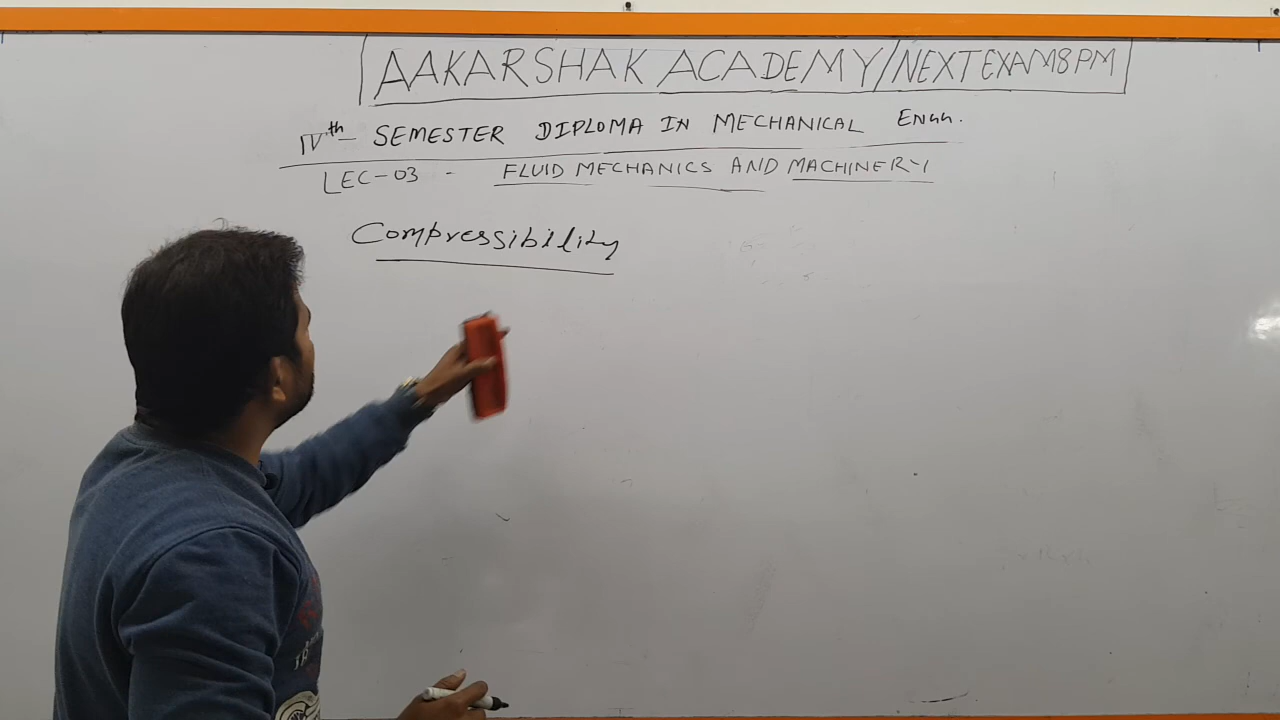 AAKARSHAK ACADEMY/NEXTEXAM8PM
IVth SEMESTER DIPLOMA IN MECHANICAL ENGG.
LEC-03 - FLUID MECHANICS AND MACHINERY
Compressibility